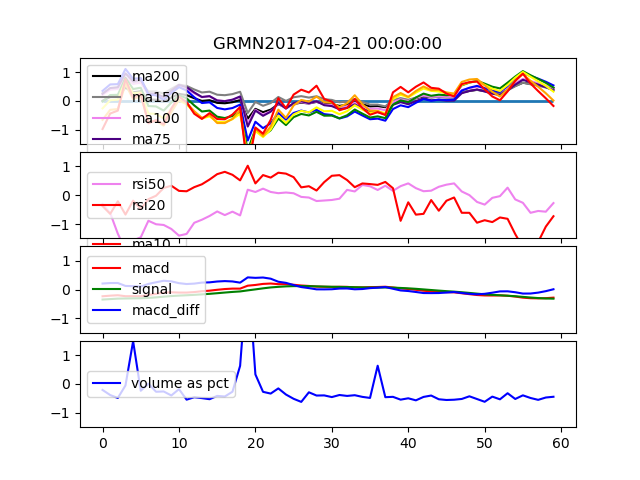 GRMN2017-04-21 00:00:00
1
0
−1
ma200
ma150
ma100
ma75
1
0
−1
rsi50
rsi20
ma10
1
0
−1
macd
signal
macd_diff
1
0
−1
volume as pct
0 10 20 30 40 50 60